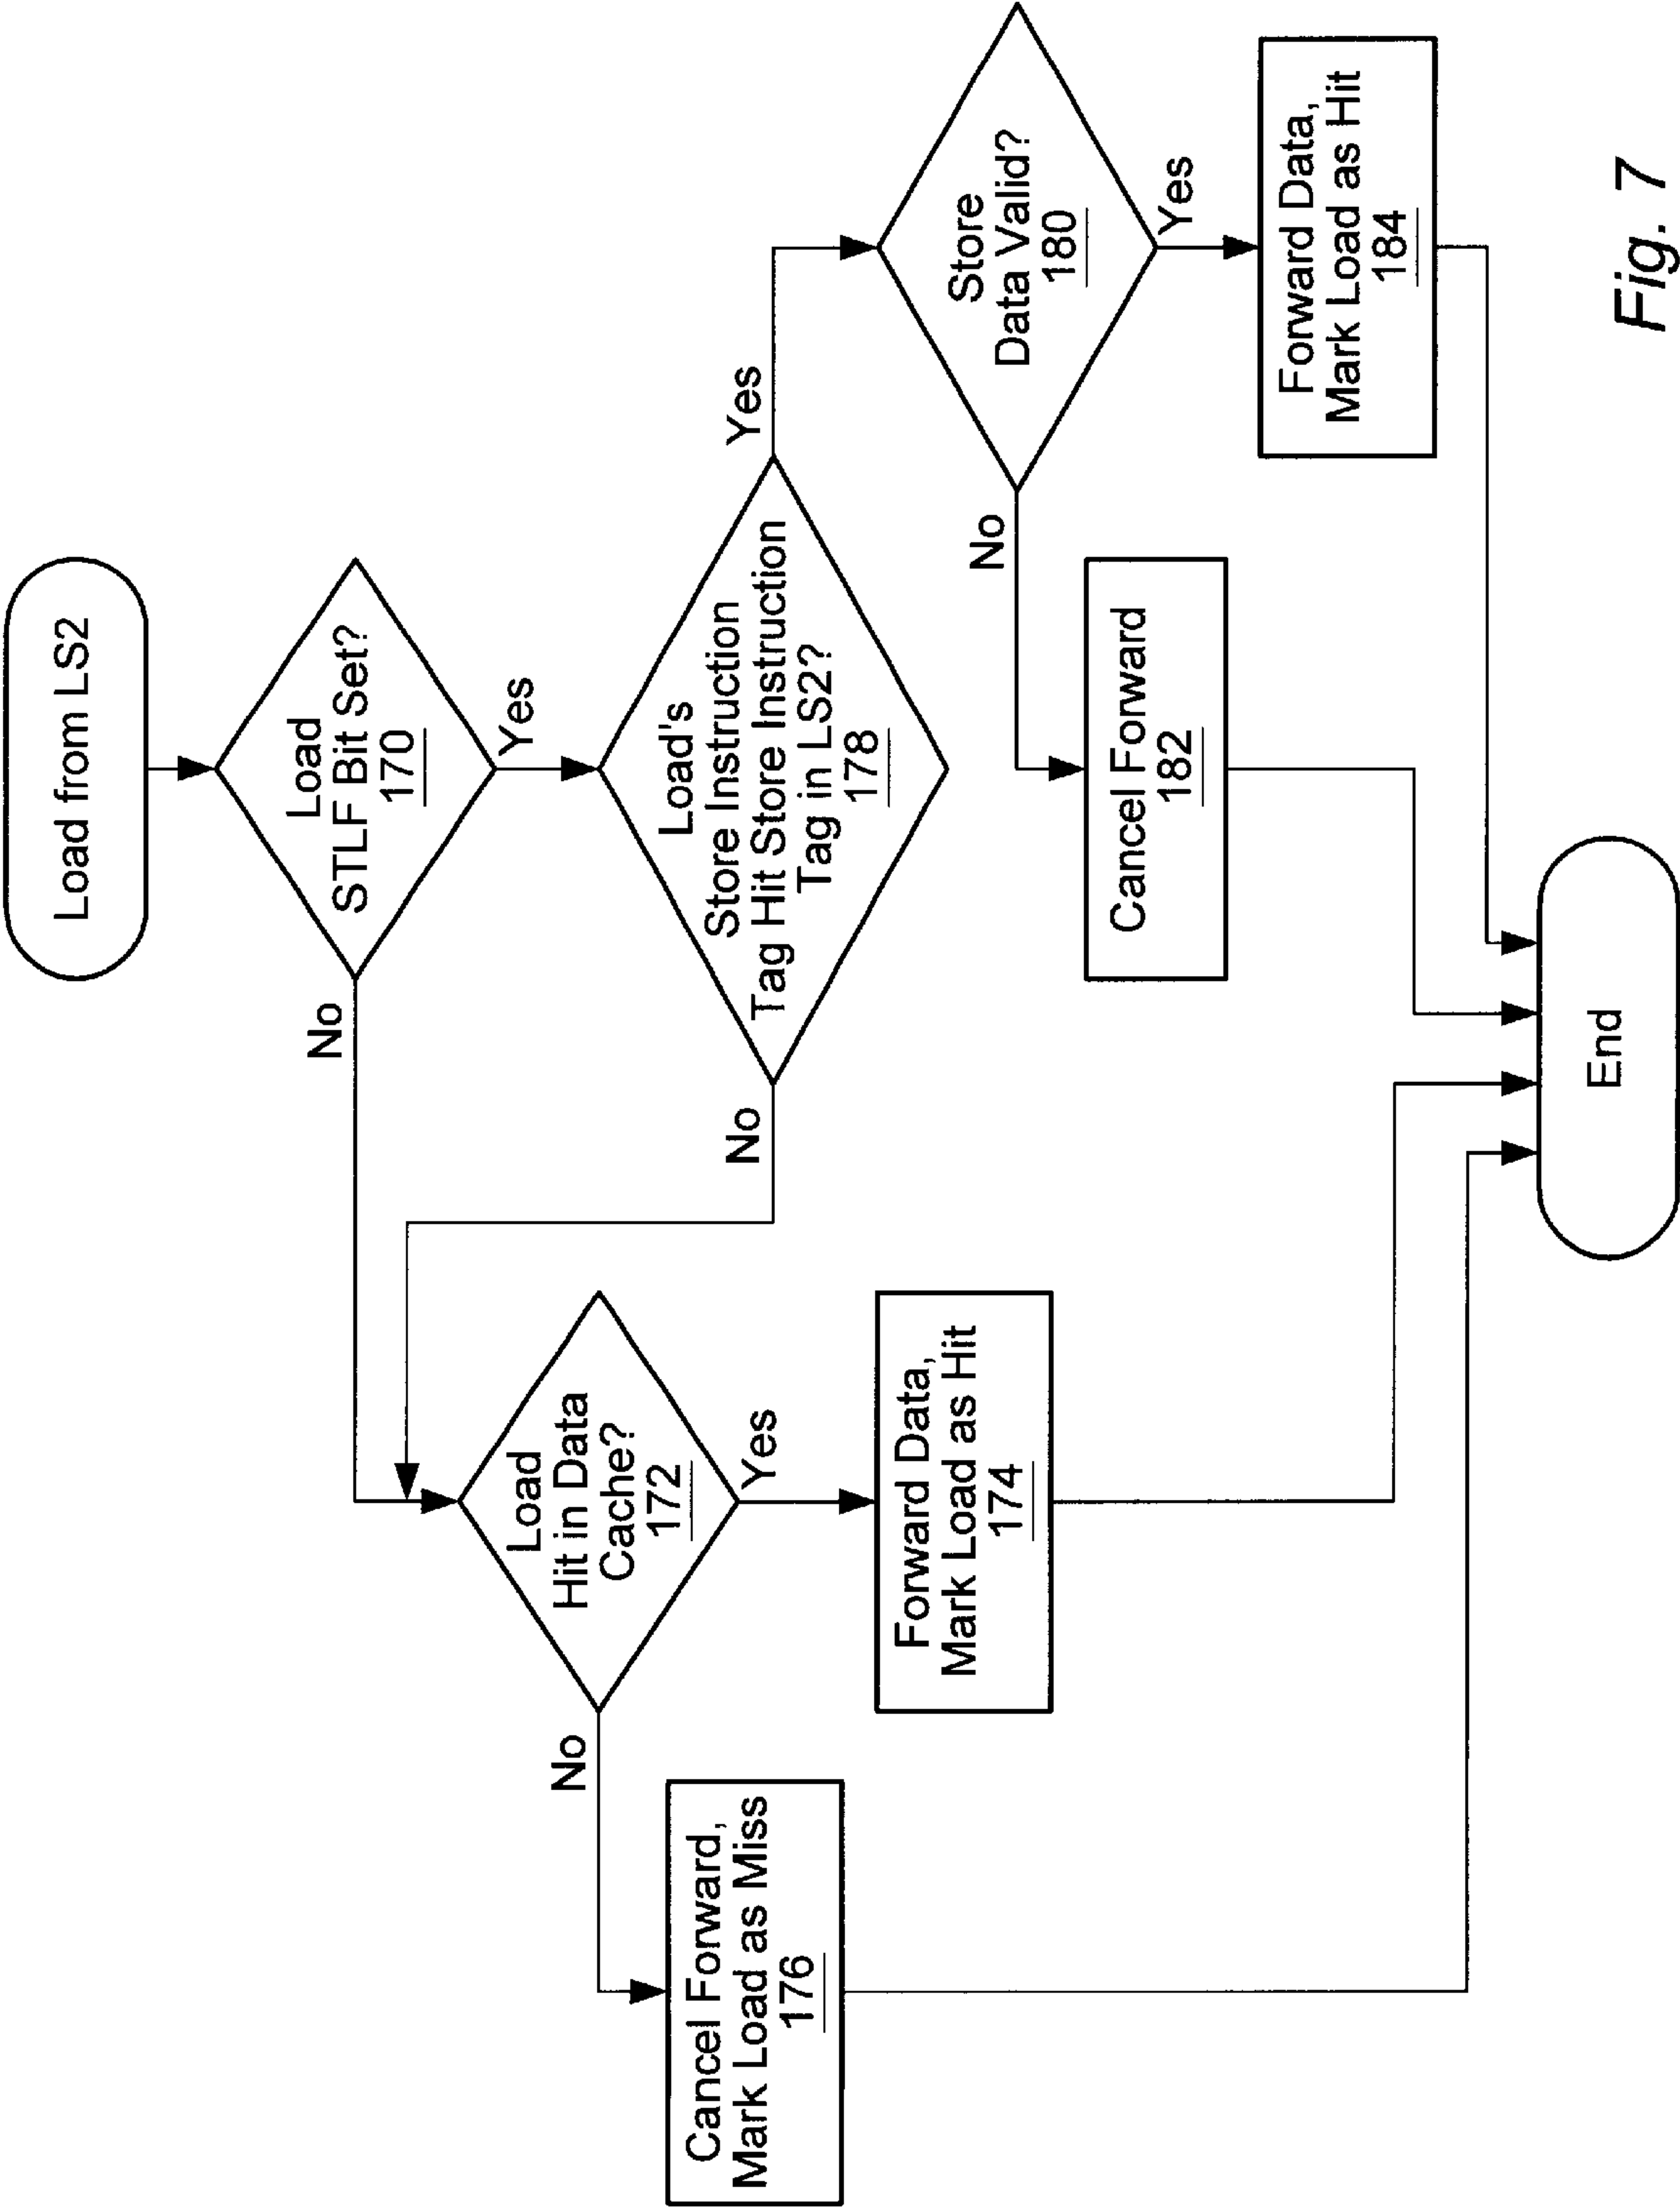 Load from LS2
Load
STLF Bit Set?
170
No
Yes
Load's
Store Instruction
Tag Hit Store Instruction
Tag in LS2?
178
No
Yes
Load
Hit in Data
Cache?
172
No
Yes
Store
Data Valid?
180
No
Yes
Cancel Forward,
Mark Load as Miss
176
Forward Data,
Mark Load as Hit
174
Cancel Forward
182
Forward Data,
Mark Load as Hit
184
End
Fig. 7